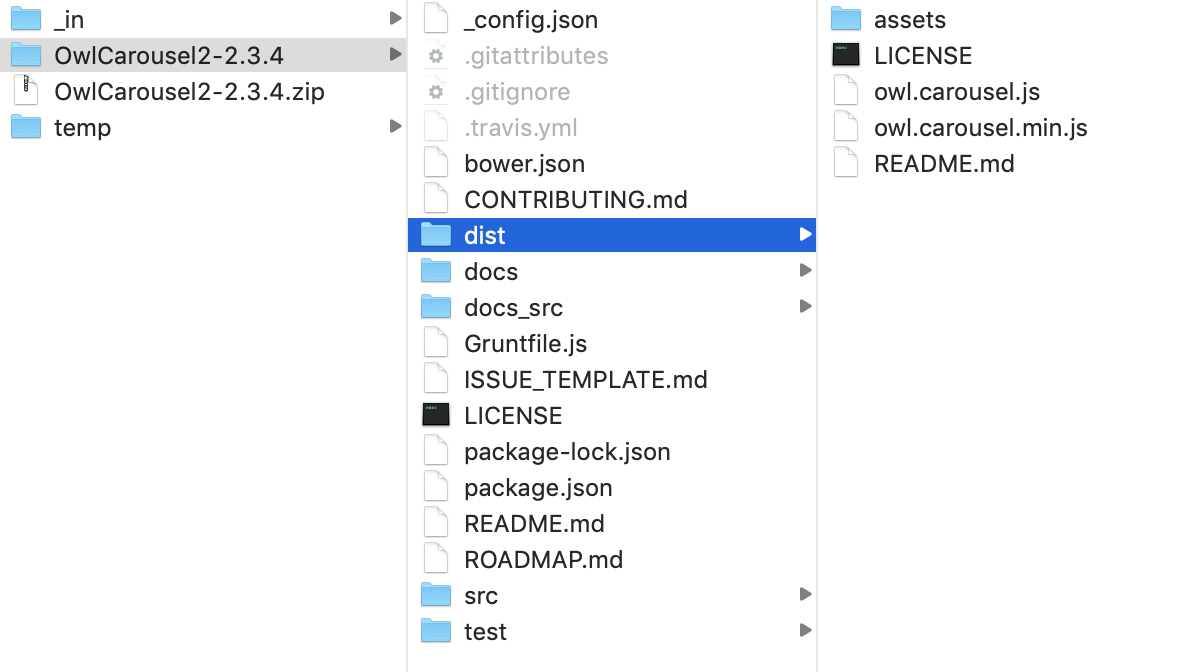 _in
OwlCarousel2-2.3.4
OwlCarousel2-2.3.4.zip
temp
_config.json
.gitattributes
.gitignore
.travis.yml
bower.json
CONTRIBUTING.md
dist
docs
docs_src
Gruntfile.js
ISSUE_TEMPLATE.md
LICENSE
package-lock.json
package.json
README.md
ROADMAP.md
src
test
assets
LICENSE
owl.carousel.js
owl.carousel.min.js
README.md